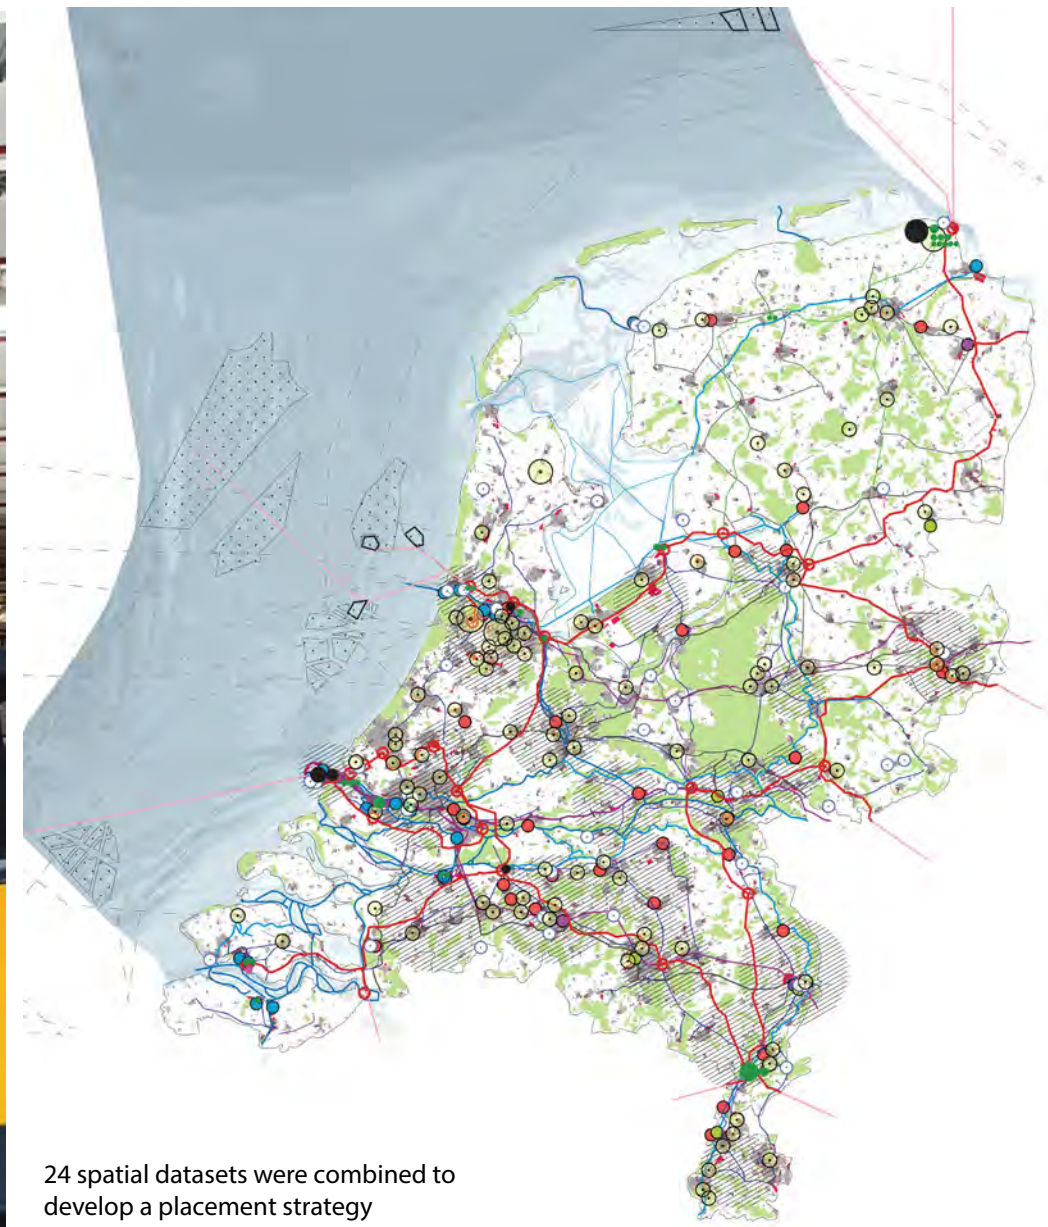 24 spatial datasets were combined to
develop a placement strategy